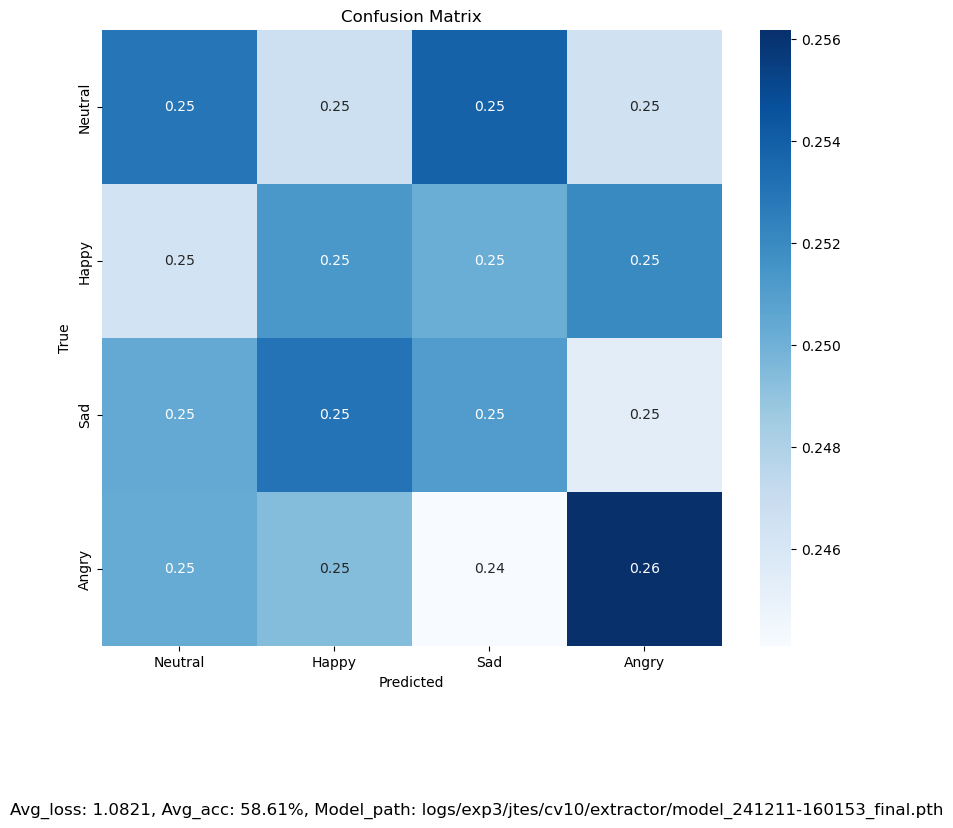 Confusion Matrix
Neutral 0.25 0.25 0.25 0.25 0.256
0.254
Happy 0.25 0.25 0.25 0.25 0.252
True
0.250
Sad 0.25 0.25 0.25 0.25 0.248
Angry 0.25 0.25 0.24 0.26 0.246
Neutral Happy Sad Angry
Predicted
Avg_loss: 1.0821, Avg_acc: 58.61%, Model_path: logs/exp3/jtes/cv10/extractor/model_241211-160153_final.pth